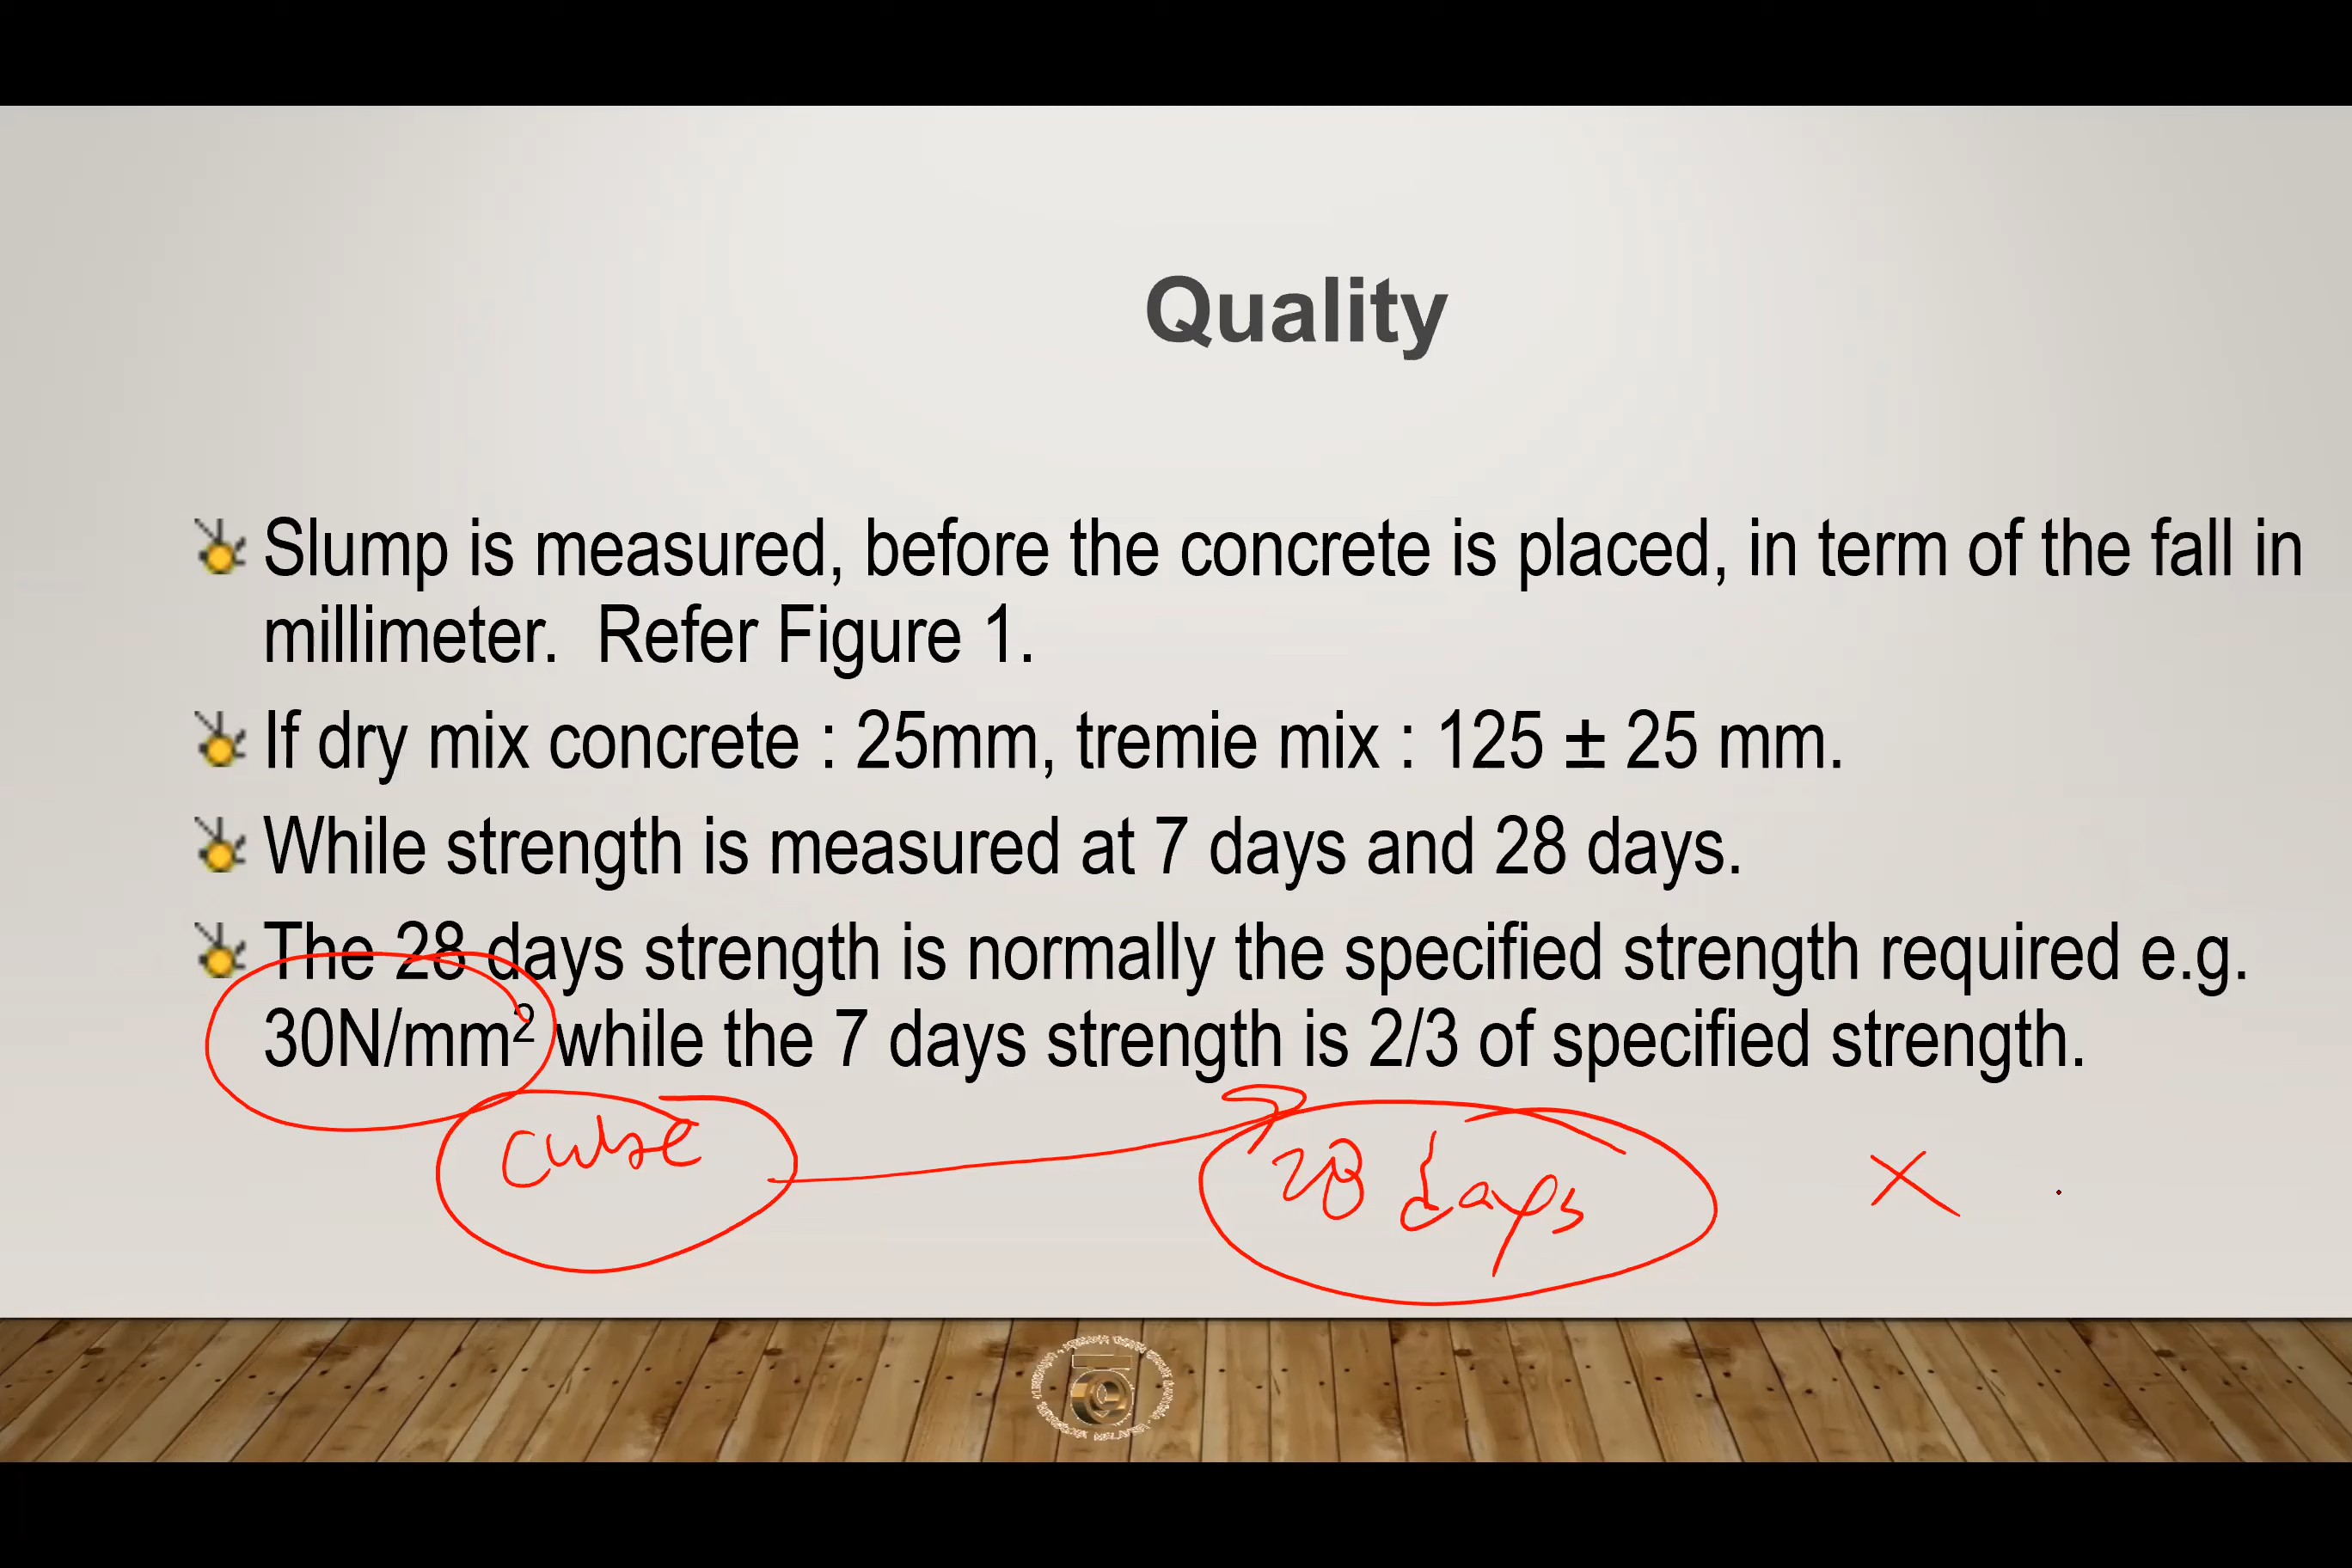 Quality
Slump is measured, before the concrete is placed, in term of the fall in
millimeter. Refer Figure 1.
If dry mix concrete : 25mm, tremie mix : 125 ± 25 mm.
While strength is measured at 7 days and 28 days.
The 28 days strength is normally the specified strength required e.g.
30N/mm² while the 7 days strength is 2/3 of specified strength.
cube
28 days
X